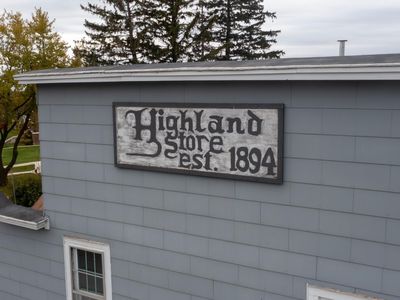 Highland
Store
est. 1894